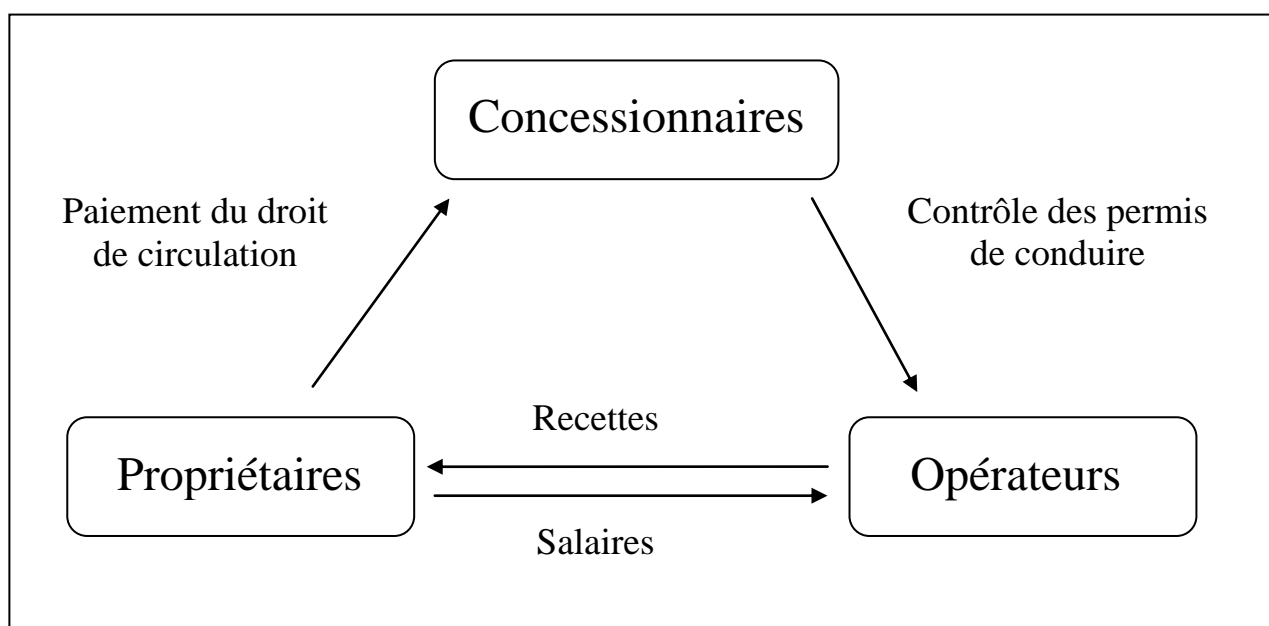 Concessionnaires
Paiement du droit
de circulation
Contrôle des permis
de conduire
Recettes
Propriétaires
Opérateurs
Salaires